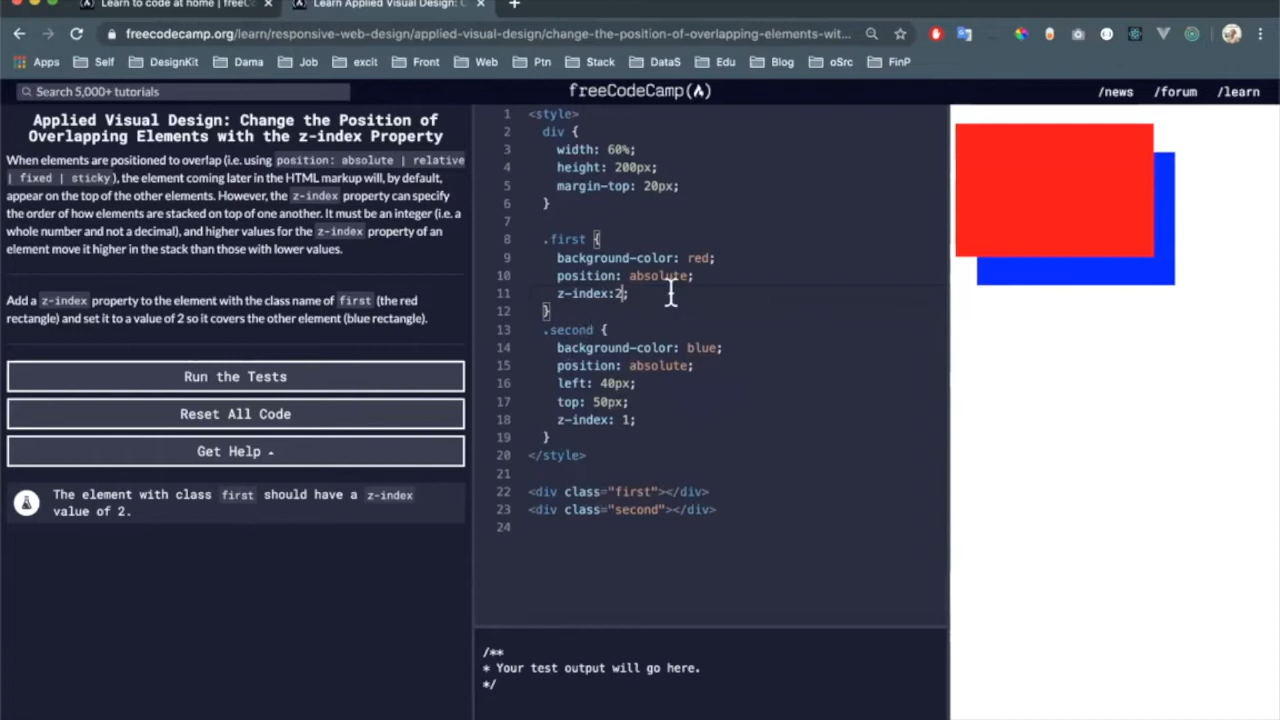 Learn to code at home | freeC
Learn Applied Visual Design: C
freecodecamp.org/learn/responsive-web-design/applied-visual-design/change-the-position-of-overlapping-elements-wit...
Apps Self DesignKit Dama Job excit Front Web Ptn Stack DataS Edu Blog oSrc FinP
Search 5,000+ tutorials
freeCodeCamp
/news /forum /learn
Applied Visual Design: Change the Position of
Overlapping Elements with the z-index Property
When elements are positioned to overlap (i.e. using position: absolute | relative
| fixed | sticky), the element coming later in the HTML markup will, by default,
appear on the top of the other elements. However, the z-index property can specify
the order of how elements are stacked on top of one another. It must be an integer (i.e. a
whole number and not a decimal), and higher values for the z-index property of an
element move it higher in the stack than those with lower values.
Add a z-index property to the element with the class name of first (the red
rectangle) and set it to a value of 2 so it covers the other element (blue rectangle).
Run the Tests
Reset All Code
Get Help
The element with class first should have a z-index
value of 2.
1 <style>
2 div {
3 width: 60%;
4 height: 200px;
5 margin-top: 20px;
6 }
7
8 .first {
9 background-color: red;
10 position: absolute;
11 z-index:2;
12 }
13 .second {
14 background-color: blue;
15 position: absolute;
16 left: 40px;
17 top: 50px;
18 z-index: 1;
19 }
20 </style>
21
22 <div class="first"></div>
23 <div class="second"></div>
24
/**
* Your test output will go here.
*/